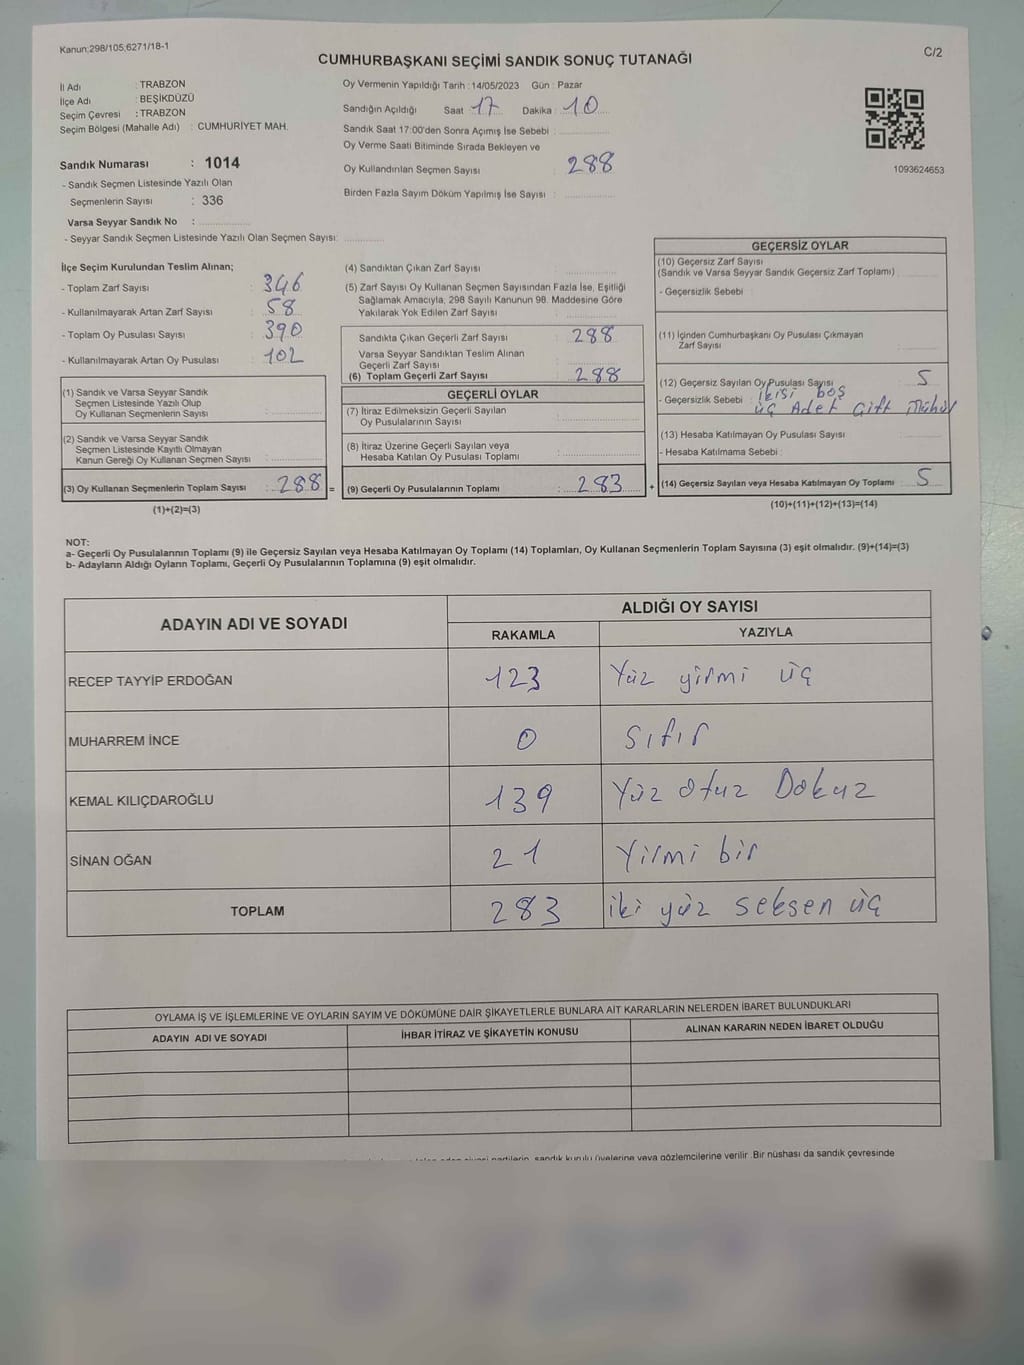 Kanun:298/105,6271/18-1
C/2
CUMHURBAŞKANI SEÇİMİ SANDIK SONUÇ TUTANAĞI
İl Adı : TRABZON
İlçe Adı : BEŞİKDÜZÜ
Seçim Çevresi : TRABZON
Seçim Bölgesi (Mahalle Adı) : CUMHURİYET MAH.
Sandık Numarası : 1014
- Sandık Seçmen Listesinde Yazılı Olan
Seçmenlerin Sayısı : 336
Varsa Seyyar Sandık No :
- Seyyar Sandık Seçmen Listesinde Yazılı Olan Seçmen Sayısı:
Oy Vermenin Yapıldığı Tarih : 14/05/2023 Gün : Pazar
Sandığın Açıldığı Saat 17 Dakika : 10
Sandık Saat 17:00'den Sonra Açımış İse Sebebi :
Oy Verme Saati Bitiminde Sırada Bekleyen ve
Oy Kullandırılan Seçmen Sayısı : 288
Birden Fazla Sayım Döküm Yapılmış İse Sayısı :
1093624653
İlçe Seçim Kurulundan Teslim Alınan;
- Toplam Zarf Sayısı : 346
- Kullanılmayarak Artan Zarf Sayısı : 58
- Toplam Oy Pusulası Sayısı : 390
- Kullanılmayarak Artan Oy Pusulası : 102
(1) Sandık ve Varsa Seyyar Sandık
Seçmen Listesinde Yazılı Olup
Oy Kullanan Seçmenlerin Sayısı :
(2) Sandık ve Varsa Seyyar Sandık
Seçmen Listesinde Kayıtlı Olmayan
Kanun Gereği Oy Kullanan Seçmen Sayısı :
(3) Oy Kullanan Seçmenlerin Toplam Sayısı : 288 =
(1)+(2)=(3)
(4) Sandıktan Çıkan Zarf Sayısı :
(5) Zarf Sayısı Oy Kullanan Seçmen Sayısından Fazla İse, Eşitliği
Sağlamak Amacıyla, 298 Sayılı Kanunun 98. Maddesine Göre
Yakılarak Yok Edilen Zarf Sayısı :
Sandıkta Çıkan Geçerli Zarf Sayısı : 288
Varsa Seyyar Sandıktan Teslim Alınan
Geçerli Zarf Sayısı :
(6) Toplam Geçerli Zarf Sayısı : 288
GEÇERLİ OYLAR
(7) İtiraz Edilmeksizin Geçerli Sayılan
Oy Pusulalarının Sayısı :
(8) İtiraz Üzerine Geçerli Sayılan veya
Hesaba Katılan Oy Pusulası Toplamı :
(9) Geçerli Oy Pusulalarının Toplamı : 283 +
GEÇERSİZ OYLAR
(10) Geçersiz Zarf Sayısı
(Sandık ve Varsa Seyyar Sandık Geçersiz Zarf Toplamı) :
- Geçersizlik Sebebi :
(11) İçinden Cumhurbaşkanı Oy Pusulası Çıkmayan
Zarf Sayısı :
(12) Geçersiz Sayılan Oy Pusulası Sayısı : 5
- Geçersizlik Sebebi : ikisi boş
üç Adet Çift mühür
(13) Hesaba Katılmayan Oy Pusulası Sayısı :
- Hesaba Katılmama Sebebi :
(14) Geçersiz Sayılan veya Hesaba Katılmayan Oy Toplamı : 5
(10)+(11)+(12)+(13)=(14)
NOT:
a- Geçerli Oy Pusulalarının Toplamı (9) ile Geçersiz Sayılan veya Hesaba Katılmayan Oy Toplamı (14) Toplamları, Oy Kullanan Seçmenlerin Toplam Sayısına (3) eşit olmalıdır. (9)+(14)=(3)
b- Adayların Aldığı Oyların Toplamı, Geçerli Oy Pusulalarının Toplamına (9) eşit olmalıdır.
ADAYIN ADI VE SOYADI
ALDIĞI OY SAYISI
RAKAMLA YAZIYLA
RECEP TAYYİP ERDOĞAN 123 Yüz yirmi üç
MUHARREM İNCE 0 sıfır
KEMAL KILIÇDAROĞLU 139 Yüz Otuz Dokuz
SİNAN OĞAN 21 Yirmi bir
TOPLAM 283 iki yüz seksen üç
OYLAMA İŞ VE İŞLEMLERİNE VE OYLARIN SAYIM VE DÖKÜMÜNE DAİR ŞİKAYETLERLE BUNLARA AİT KARARLARIN NELERDEN İBARET BULUNDUKLARI
ADAYIN ADI VE SOYADI İHBAR İTİRAZ VE ŞİKAYETİN KONUSU ALINAN KARARIN NEDEN İBARET OLDUĞU
sandık kurulu üyelerine veya gözlemcilerine verilir .Bir nüshası da sandık çevresinde